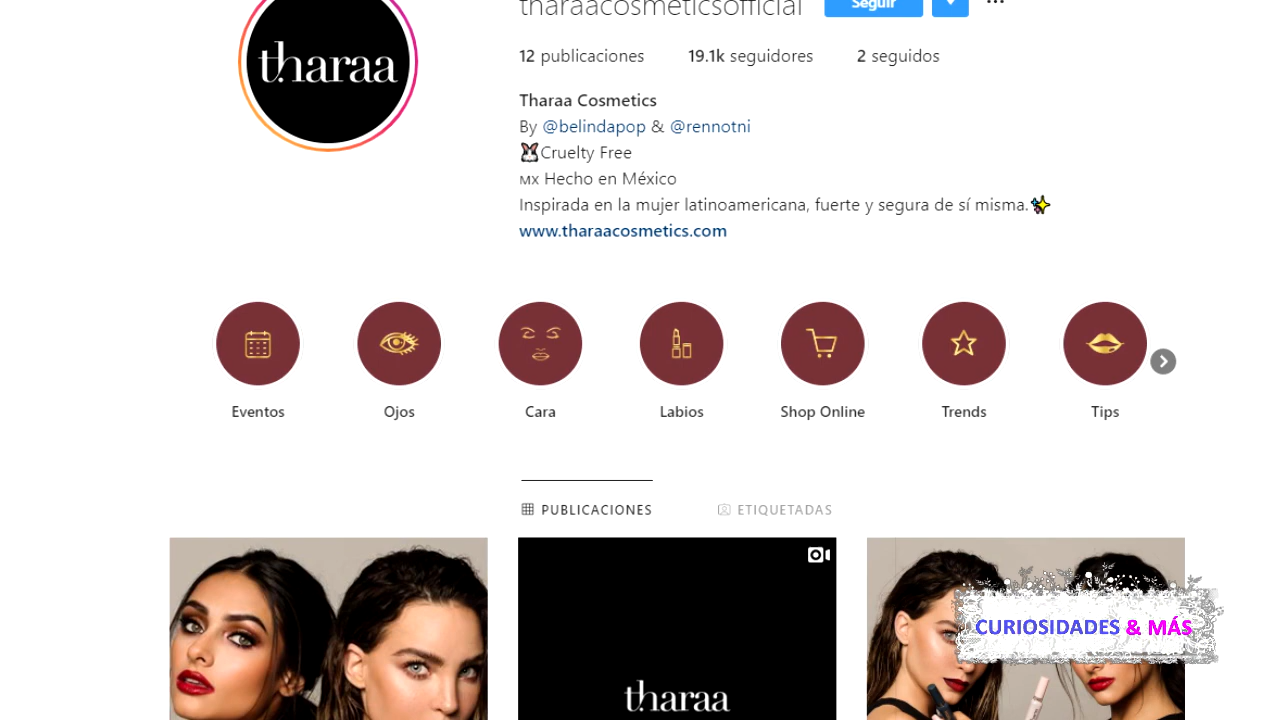 tharaacosmeticsofficial
Seguir
tharaa
12 publicaciones
19.1k seguidores
2 seguidos
Tharaa Cosmetics
By @belindapop & @rennotni
Cruelty Free
MX Hecho en México
Inspirada en la mujer latinoamericana, fuerte y segura de sí misma.
www.tharaacosmetics.com
Eventos
Ojos
Cara
Labios
Shop Online
Trends
Tips
PUBLICACIONES
ETIQUETADAS
tharaa
CURIOSIDADES & MÁS